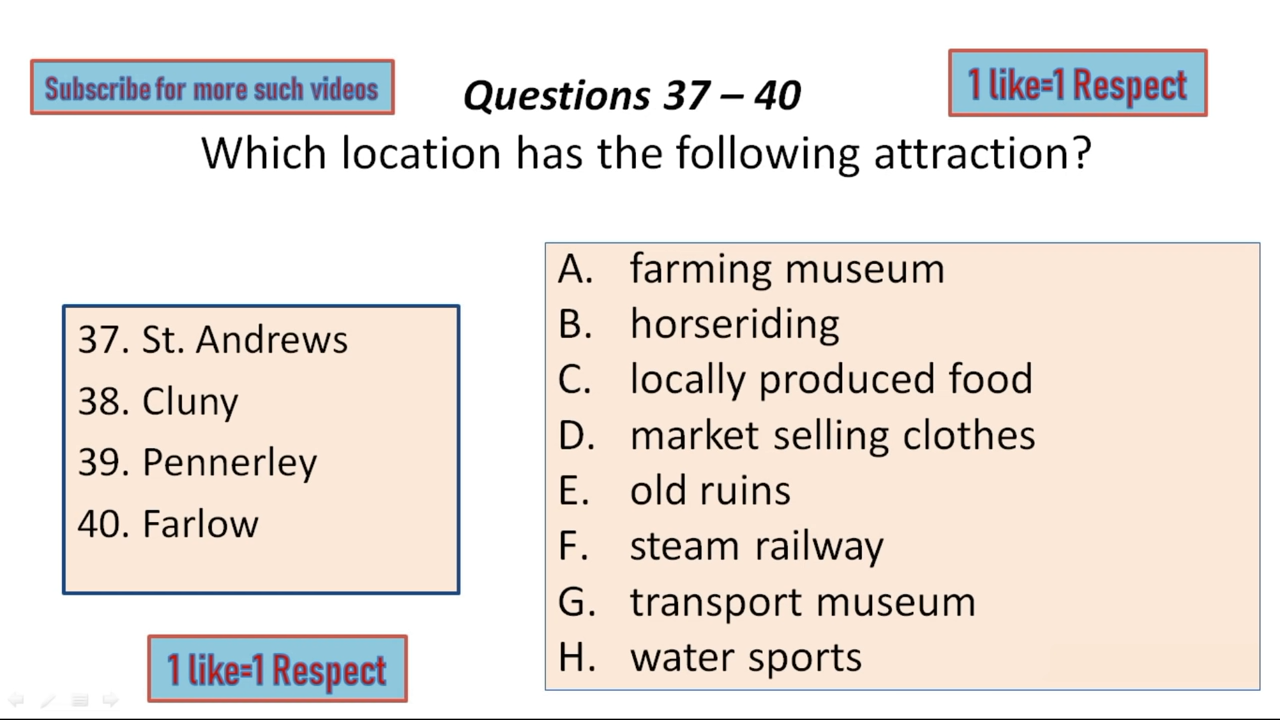 Subscribe for more such videos
Questions 37 – 40
1 like=1 Respect
Which location has the following attraction?
37. St. Andrews
38. Cluny
39. Pennerley
40. Farlow
A. farming museum
B. horseriding
C. locally produced food
D. market selling clothes
E. old ruins
F. steam railway
G. transport museum
H. water sports
1 like=1 Respect